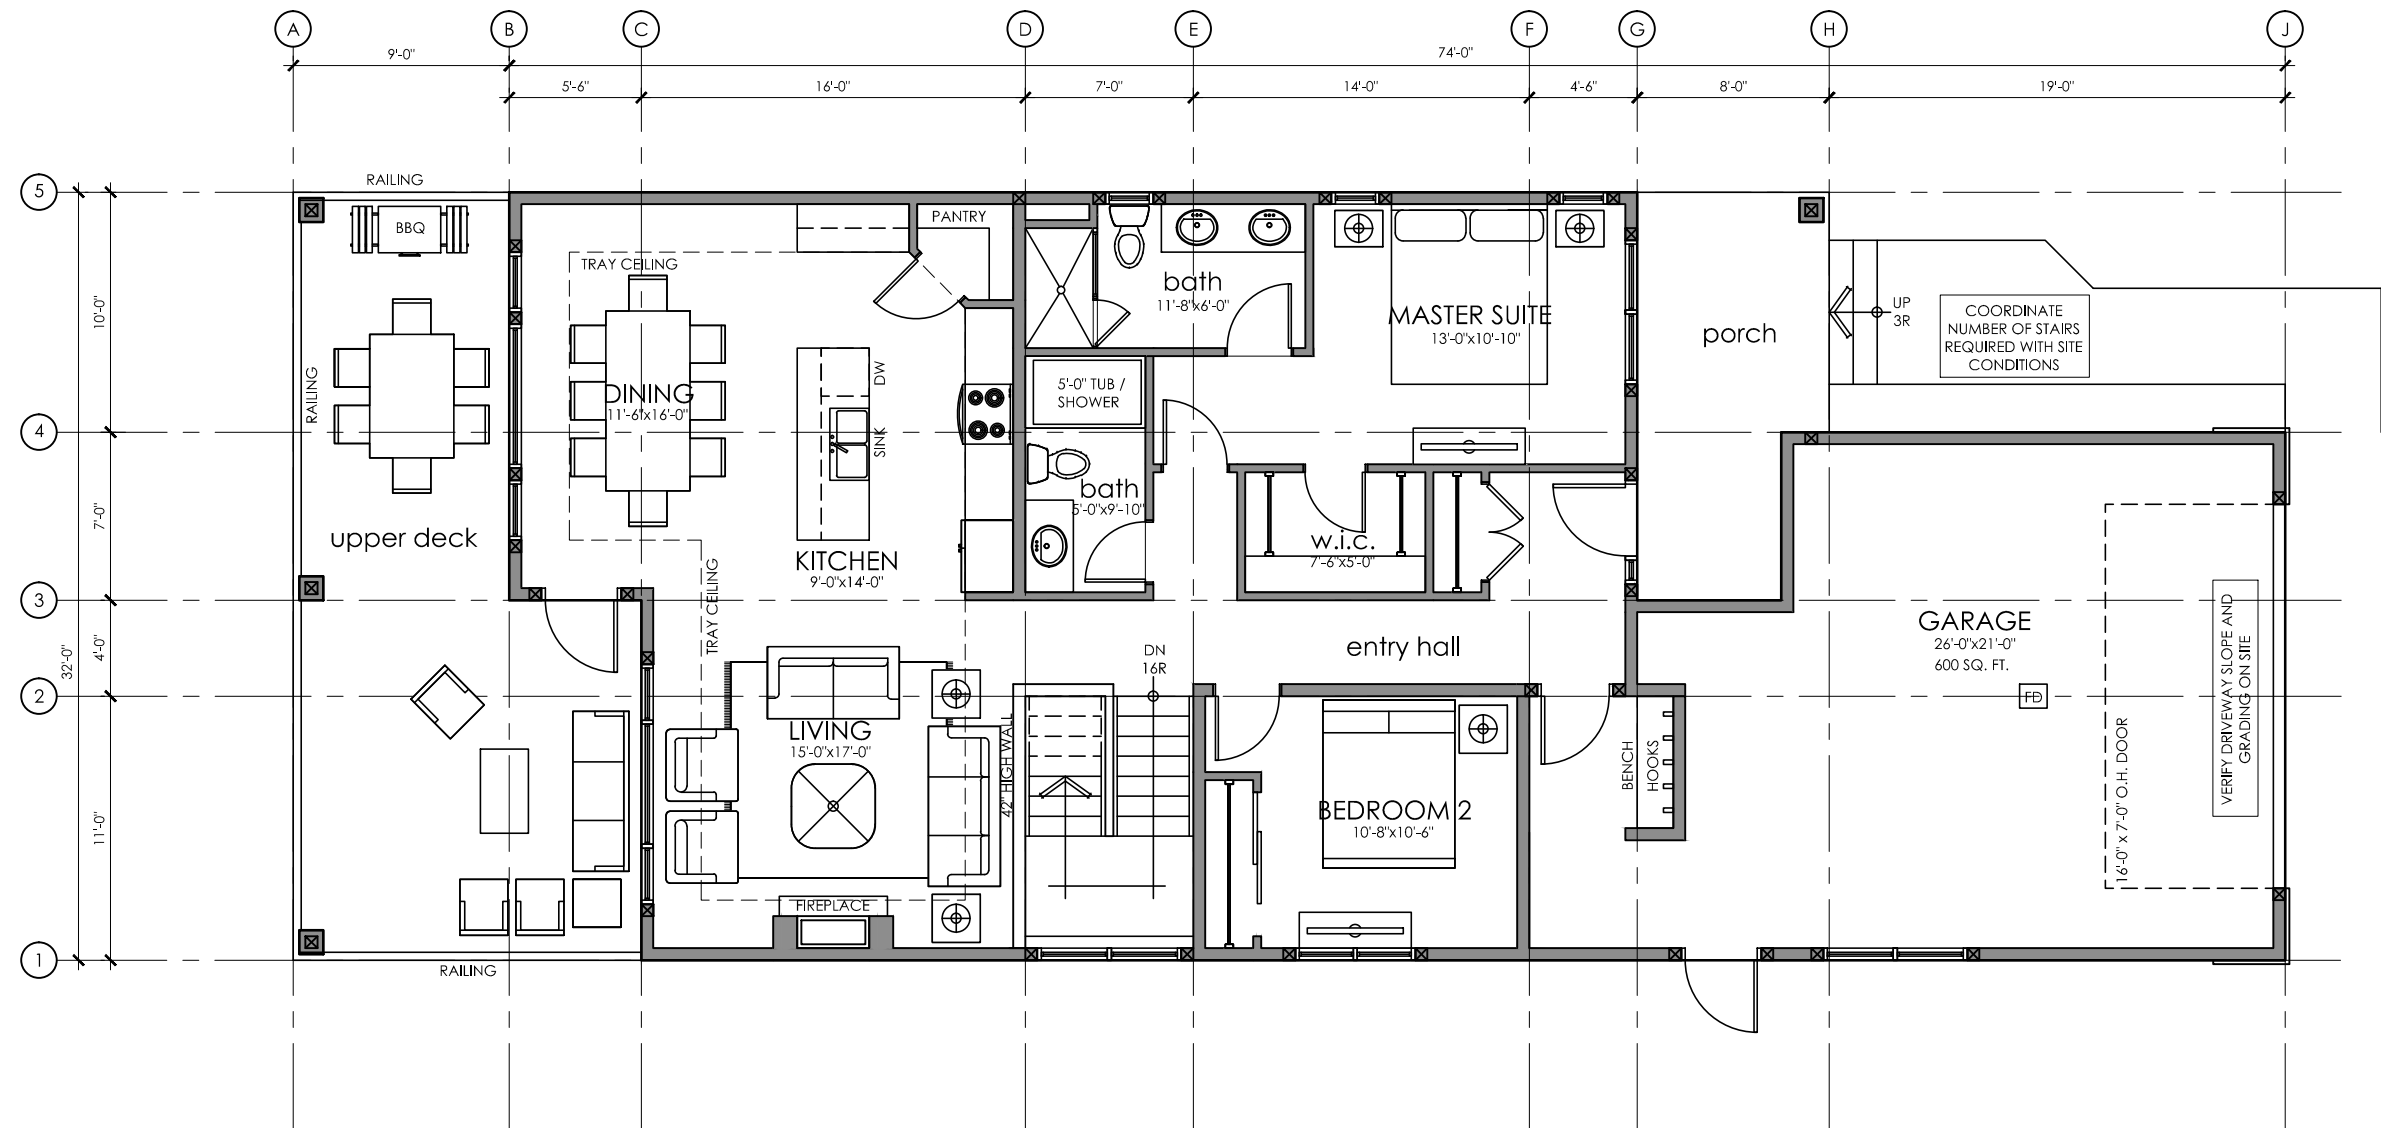 A
B
C
D
E
F
G
H
J
9'-0"
74'-0"
5'-6"
16'-0"
7'-0"
14'-0"
4'-6"
8'-0"
19'-0"
5
4
3
2
1
10'-0"
7'-0"
4'-0"
11'-0"
32'-0"
RAILING
BBQ
RAILING
upper deck
RAILING
TRAY CEILING
DINING
11'-6"x16'-0"
PANTRY
DW
SINK
KITCHEN
9'-0"x14'-0"
TRAY CEILING
LIVING
15'-0"x17'-0"
FIREPLACE
42" HIGH WALL
DN
16R
bath
11'-8"x6'-0"
5'-0" TUB /
SHOWER
bath
5'-0"x9'-10"
MASTER SUITE
13'-0"x10'-10"
w.i.c.
7'-6"x5'-0"
entry hall
BEDROOM 2
10'-8"x10'-6"
BENCH
HOOKS
porch
UP
3R
COORDINATE
NUMBER OF STAIRS
REQUIRED WITH SITE
CONDITIONS
GARAGE
26'-0"x21'-0"
600 SQ. FT.
FD
16'-0" x 7'-0" O.H. DOOR
VERIFY DRIVEWAY SLOPE AND
GRADING ON SITE